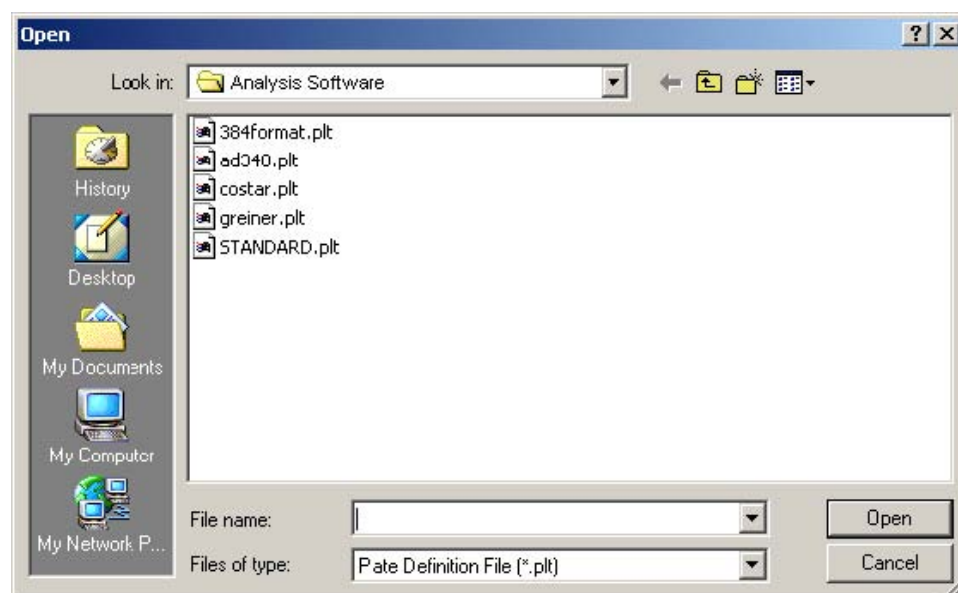 Open
Look in: Analysis Software
History
Desktop
My Documents
My Computer
My Network P...
384format.plt
ad340.plt
costar.plt
greiner.plt
STANDARD.plt
File name: Open
Files of type: Pate Definition File (*.plt) Cancel